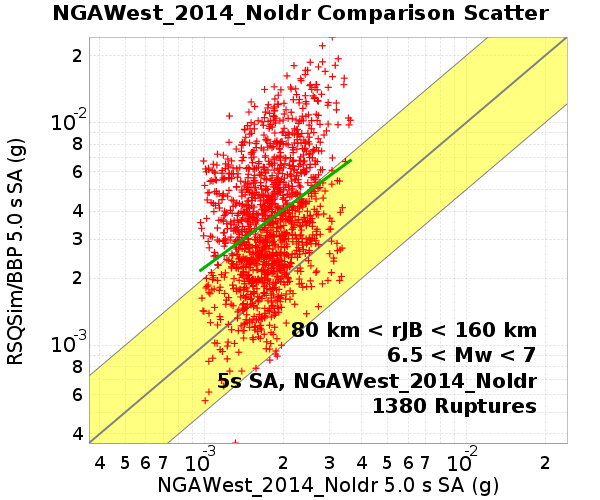 NGAWest_2014_NoIdr Comparison Scatter
RSQSim/BBP 5.0 s SA (g)
2
10-2
8
6
4
3
2
10-3
8
6
4
80 km < rJB < 160 km
6.5 < Mw < 7
5s SA, NGAWest_2014_NoIdr
1380 Ruptures
4 5 6 7 10-3 2 3 4 5 6 7 10-2 2
NGAWest_2014_NoIdr 5.0 s SA (g)